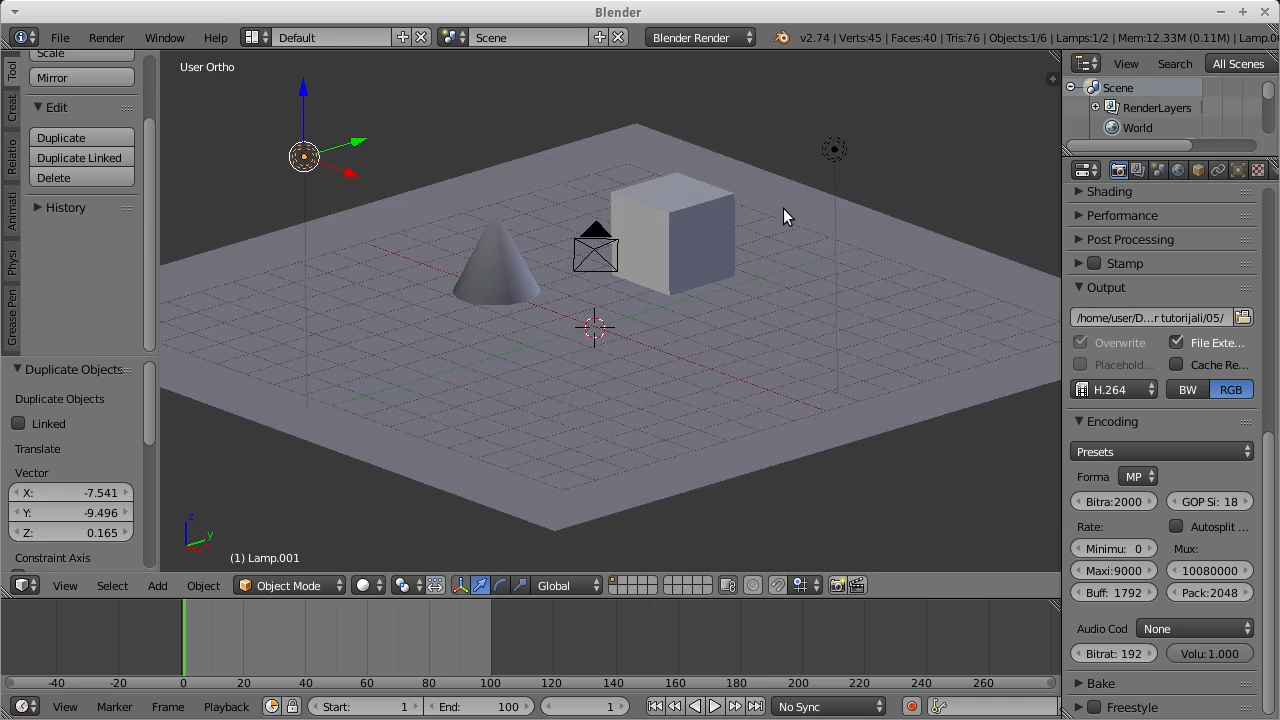 Blender
File Render Window Help Default Scene Blender Render v2.74 | Verts:45 | Faces:40 | Tris:76 | Objects:1/6 | Lamps:1/2 | Mem:12.33M (0.11M) | Lamp.0
Tool
Creat
Relatio
Animati
Physi
Grease Pen
Scale
Mirror
Edit
Duplicate
Duplicate Linked
Delete
History
Duplicate Objects
Duplicate Objects
Linked
Translate
Vector
X: -7.541
Y: -9.496
Z: 0.165
Constraint Axis
User Ortho
z
y
(1) Lamp.001
View Select Add Object Object Mode Global
-40 -20 0 20 40 60 80 100 120 140 160 180 200 220 240 260
View Marker Frame Playback Start: 1 End: 100 1 No Sync
View Search All Scenes
Scene
RenderLayers
World
Shading
Performance
Post Processing
Stamp
Output
/home/user/D...r tutorijali/05/
Overwrite File Exte...
Placehold... Cache Re...
H.264 BW RGB
Encoding
Presets
Forma MP
Bitra:2000 GOP Si: 18
Rate: Autosplit ...
Minimu: 0 Mux:
Maxi:9000 10080000
Buff: 1792 Pack:2048
Audio Cod None
Bitrat: 192 Volu:1.000
Bake
Freestyle